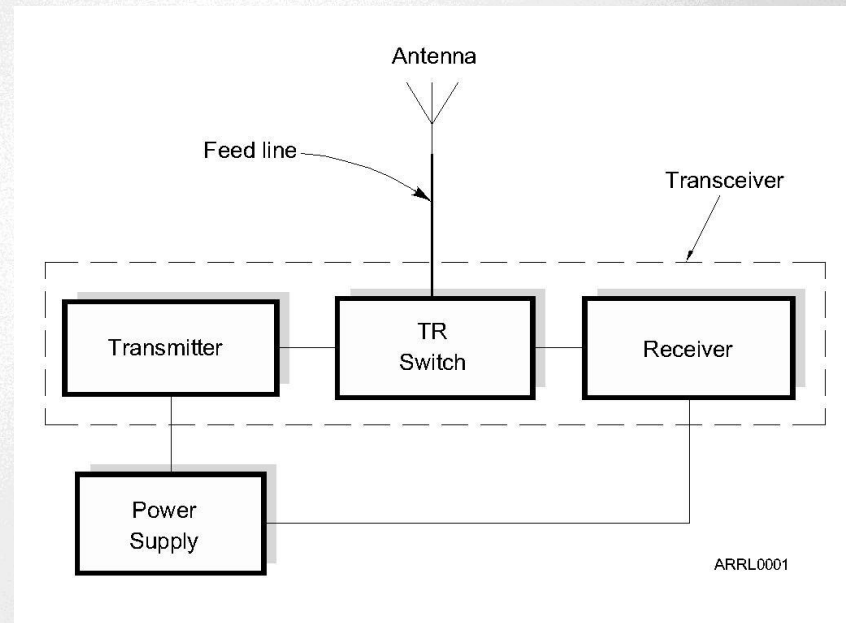 Antenna
Feed line
Transceiver
Transmitter
TR
Switch
Receiver
Power
Supply
ARRL0001